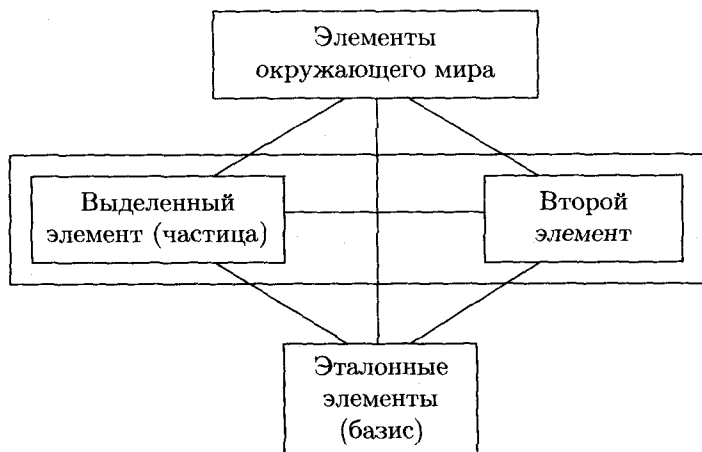 Элементы
окружающего мира
Выделенный
элемент (частица)
Второй
элемент
Эталонные
элементы
(базис)